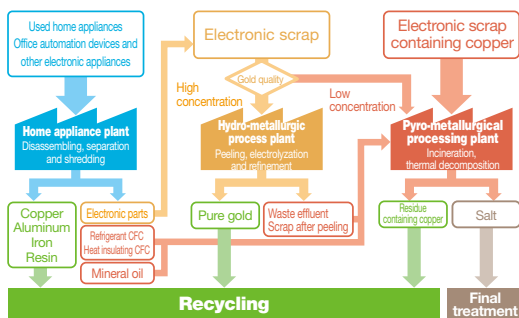 Used home appliances
Office automation devices and
other electronic appliances
Electronic scrap
Electronic scrap
containing copper
Gold quality
High
concentration
Low
concentration
Home appliance plant
Disassembling, separation
and shredding
Hydro-metallurgic
process plant
Peeling, electrolyzation
and refinement
Pyro-metallurgical
processing plant
Incineration,
thermal decomposition
Copper
Aluminum
Iron
Resin
Electronic parts
Refrigerant CFC
Heat insulating CFC
Mineral oil
Pure gold
Waste effluent
Scrap after peeling
Residue
containing copper
Salt
Recycling
Final
treatment